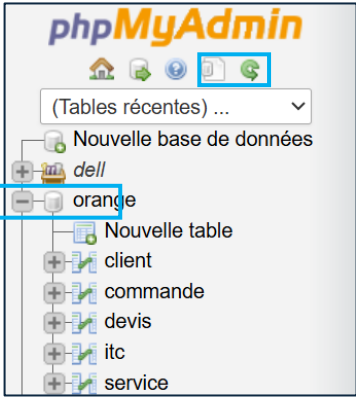 phpMyAdmin
(Tables récentes) ...
Nouvelle base de données
dell
orange
Nouvelle table
client
commande
devis
itc
service